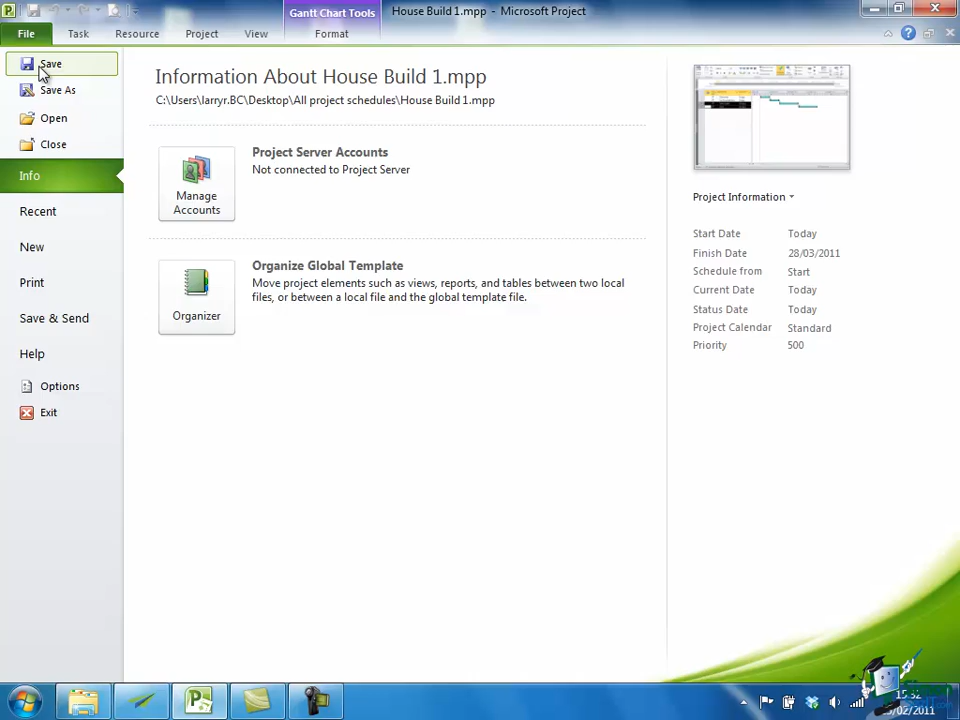 Gantt Chart Tools
House Build 1.mpp - Microsoft Project
File Task Resource Project View Format
Save
Save As
Open
Close
Info
Recent
New
Print
Save & Send
Help
Options
Exit
Information About House Build 1.mpp
C:\Users\larryr.BC\Desktop\All project schedules\House Build 1.mpp
Manage
Accounts
Project Server Accounts
Not connected to Project Server
Organizer
Organize Global Template
Move project elements such as views, reports, and tables between two local
files, or between a local file and the global template file.
Project Information
Start Date Today
Finish Date 28/03/2011
Schedule from Start
Current Date Today
Status Date Today
Project Calendar Standard
Priority 500
15:32
/02/2011